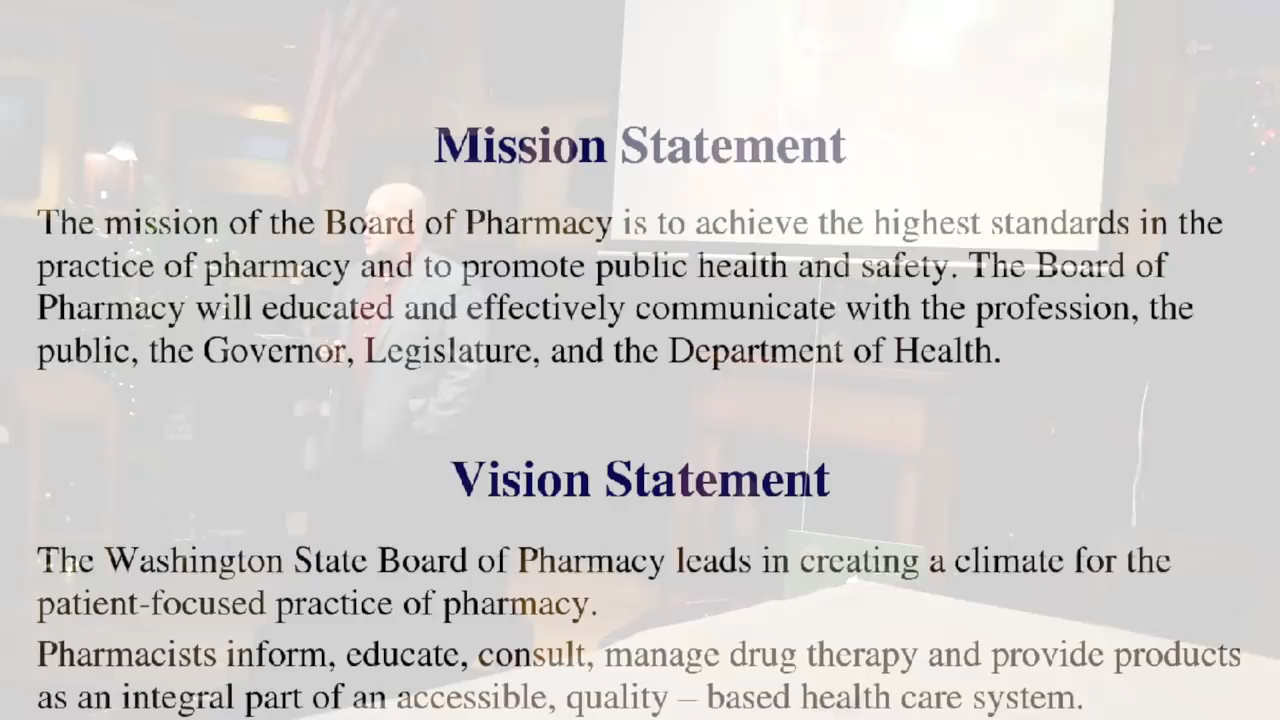 Mission Statement
The mission of the Board of Pharmacy is to achieve the highest standards in the
practice of pharmacy and to promote public health and safety. The Board of
Pharmacy will educated and effectively communicate with the profession, the
public, the Governor, Legislature, and the Department of Health.
Vision Statement
The Washington State Board of Pharmacy leads in creating a climate for the
patient-focused practice of pharmacy.
Pharmacists inform, educate, consult, manage drug therapy and provide products
as an integral part of an accessible, quality – based health care system.